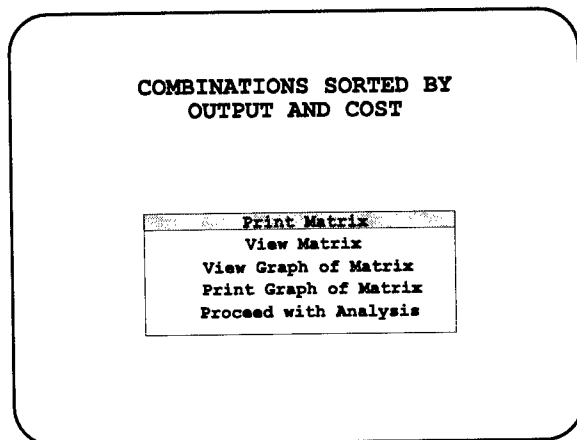 COMBINATIONS SORTED BY
OUTPUT AND COST
Print Matrix
View Matrix
View Graph of Matrix
Print Graph of Matrix
Proceed with Analysis